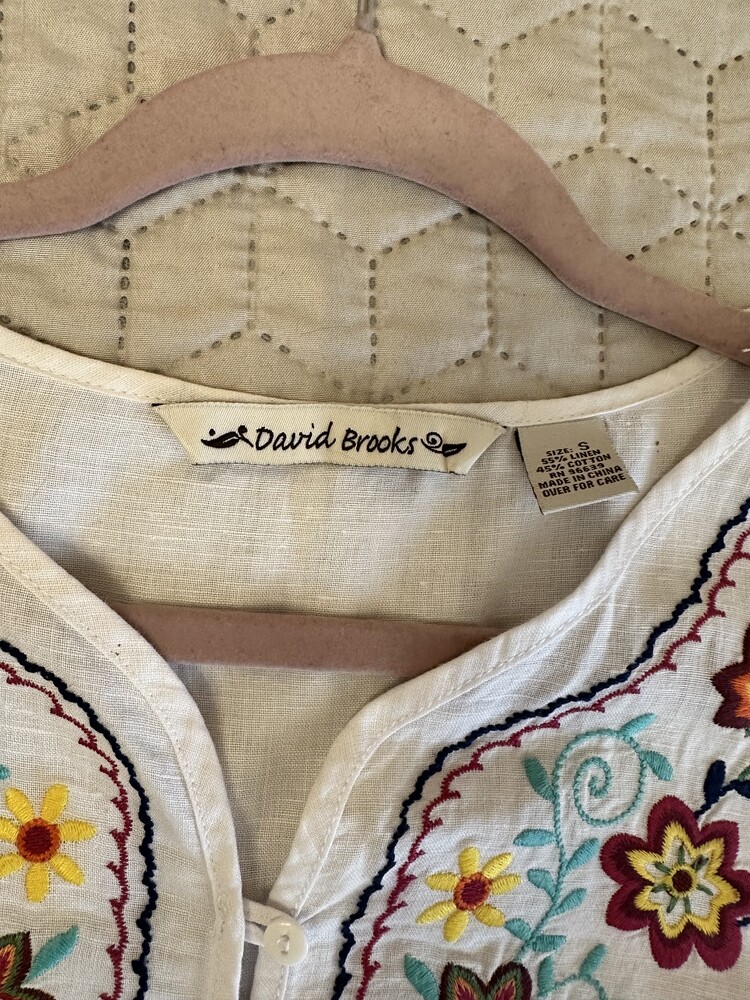 David Brooks
SIZE: S
55% LINEN
45% COTTON
RN 96639
MADE IN CHINA
OVER FOR CARE